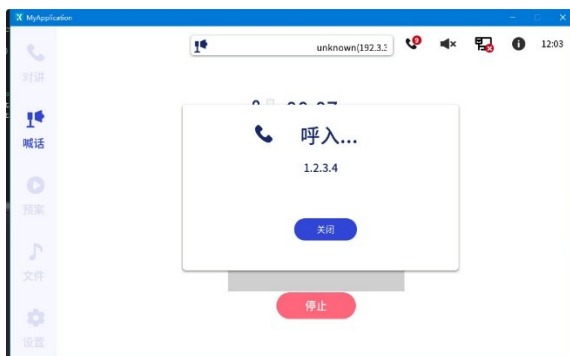 MyApplication
unknown(192.3.3
9
12:03
对讲
喊话
预案
文件
设置
呼入...
1.2.3.4
关闭
停止